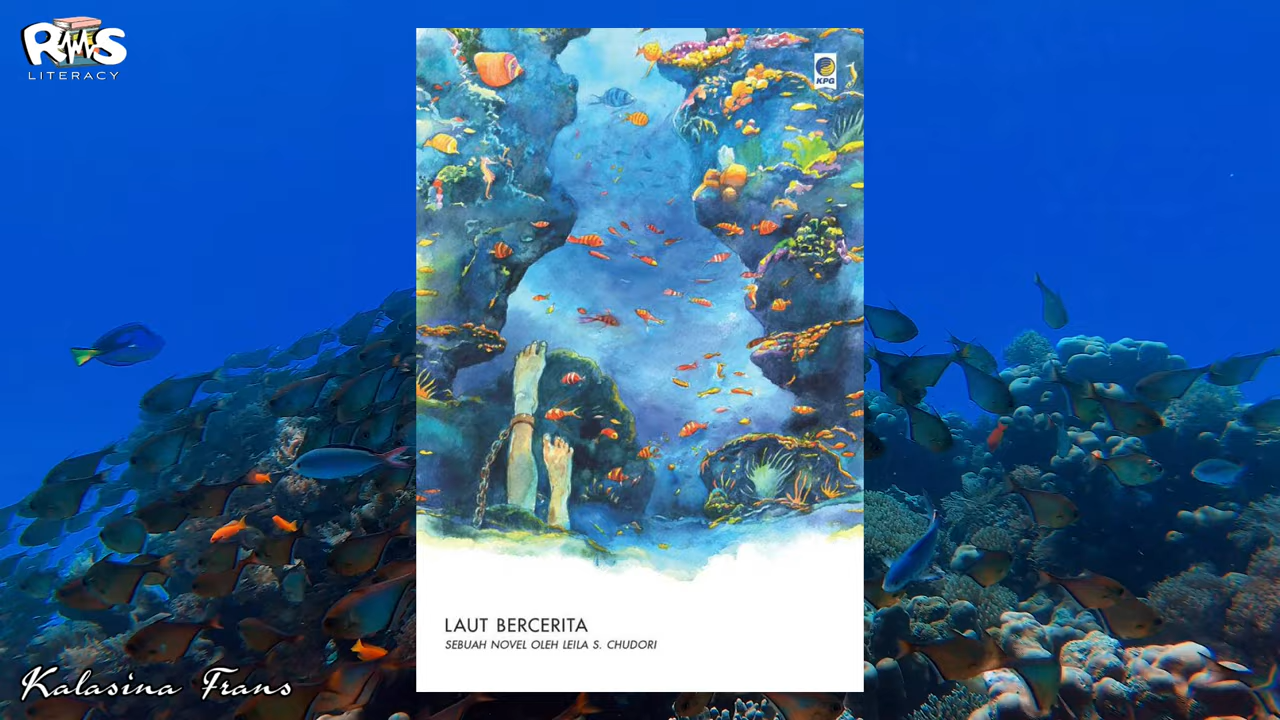 RMS
LITERACY
KPG
LAUT BERCERITA
SEBUAH NOVEL OLEH LEILA S. CHUDORI
Kalasina Frans